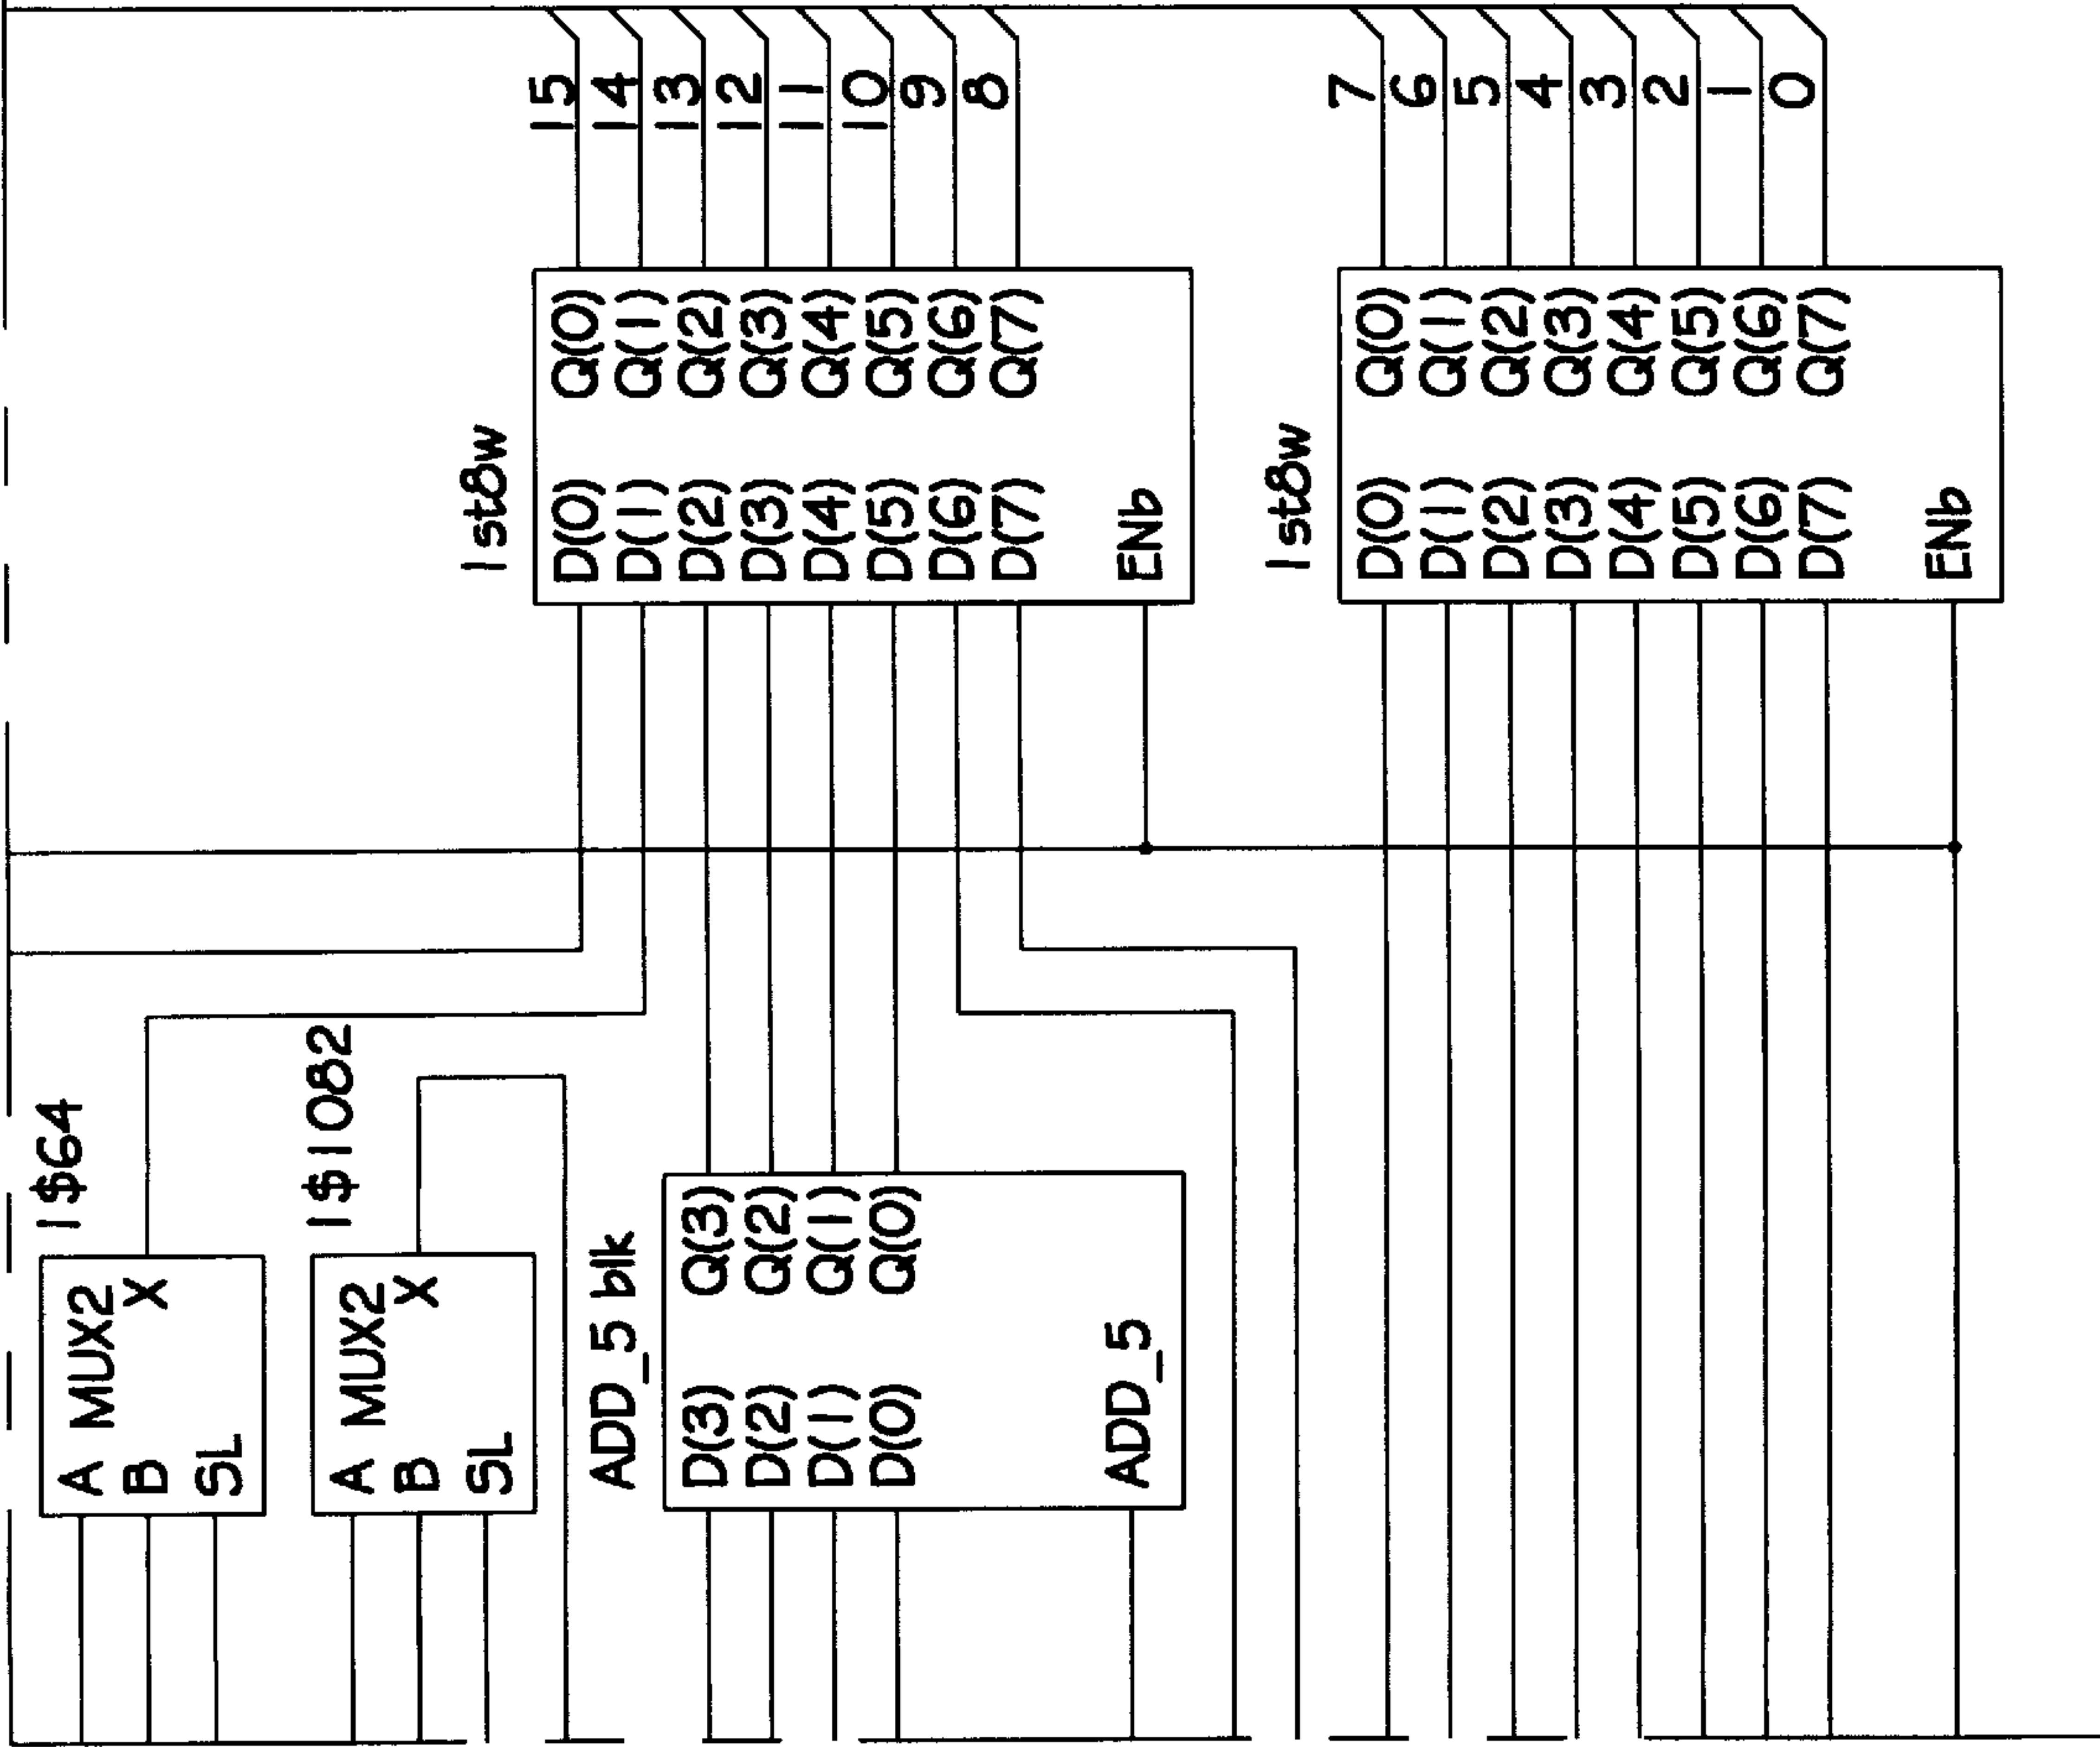 I$64
A MUX2
B X
SL
I$1082
A MUX2
B X
SL
ADD_5 blk
D(3) Q(3)
D(2) Q(2)
D(1) Q(1)
D(0) Q(0)
ADD_5
lst8w
D(0) Q(0) 15
D(1) Q(1) 14
D(2) Q(2) 13
D(3) Q(3) 12
D(4) Q(4) 11
D(5) Q(5) 10
D(6) Q(6) 9
D(7) Q(7) 8
ENb
lst8w
D(0) Q(0) 7
D(1) Q(1) 6
D(2) Q(2) 5
D(3) Q(3) 4
D(4) Q(4) 3
D(5) Q(5) 2
D(6) Q(6) 1
D(7) Q(7) 0
ENb